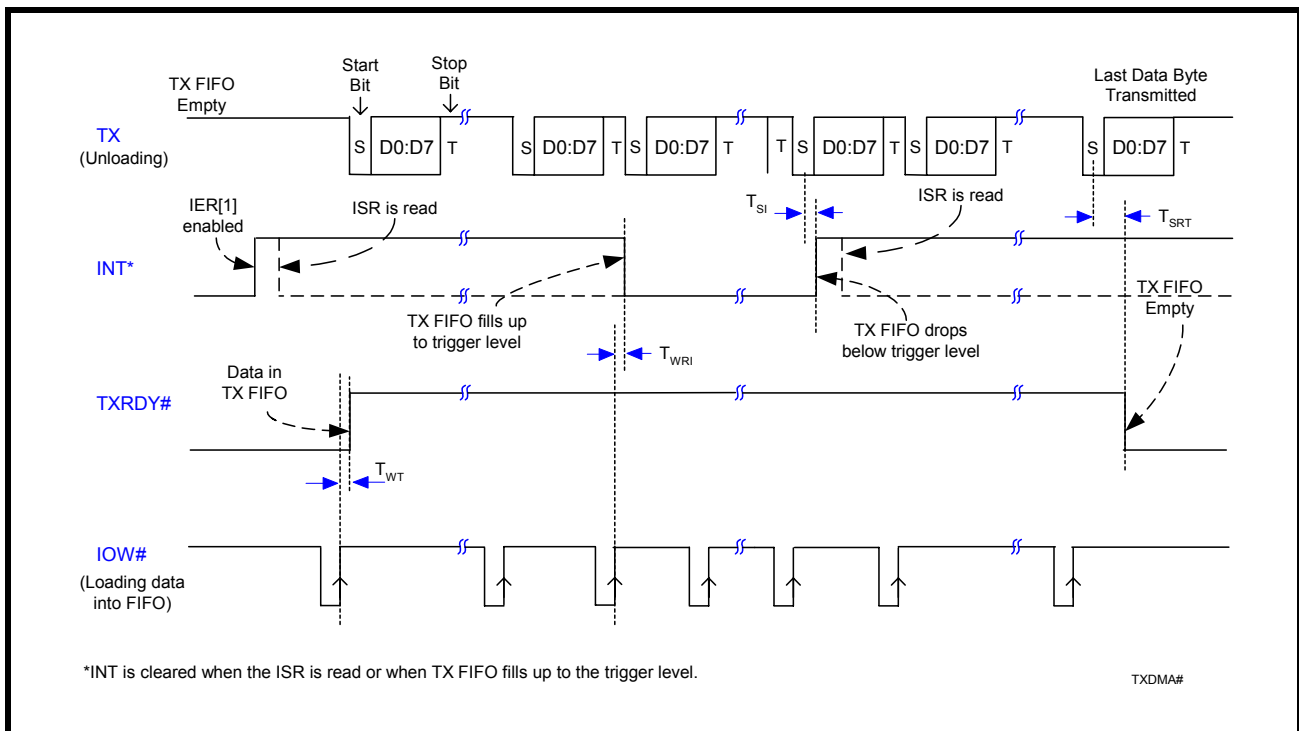 TX FIFO
Empty
Start
Bit
Stop
Bit
Last Data Byte
Transmitted
TX
(Unloading)
S D0:D7 T S D0:D7 T S D0:D7 T T S D0:D7 T S D0:D7 T S D0:D7 T
IER[1]
enabled
ISR is read
TSI
ISR is read
TSRT
INT*
TX FIFO fills up
to trigger level
TX FIFO drops
below trigger level
TX FIFO
Empty
TWRI
Data in
TX FIFO
TXRDY#
TWT
IOW#
(Loading data
into FIFO)
*INT is cleared when the ISR is read or when TX FIFO fills up to the trigger level.
TXDMA#